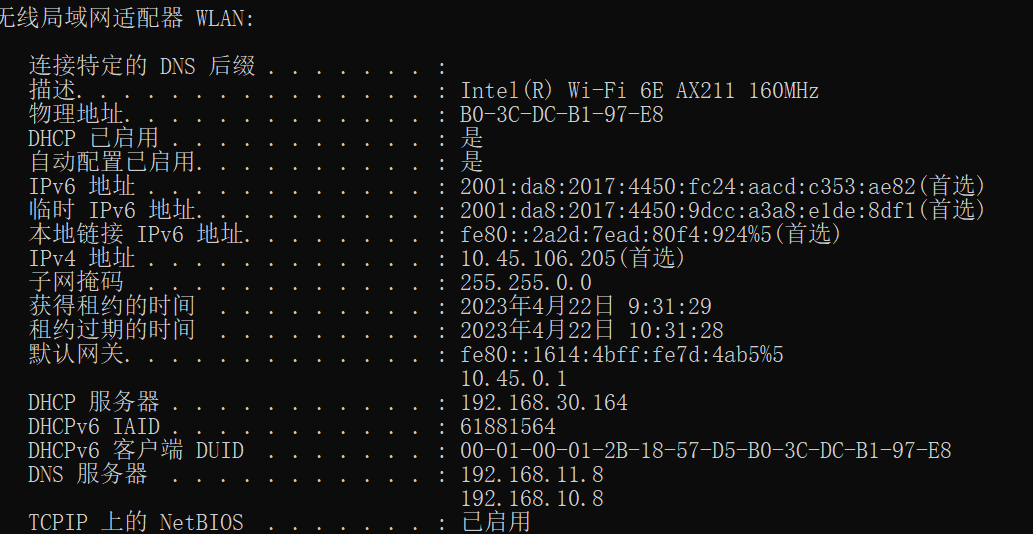 无线局域网适配器 WLAN:
连接特定的 DNS 后缀 . . . . . . . :
描述. . . . . . . . . . . . . . . : Intel(R) Wi-Fi 6E AX211 160MHz
物理地址. . . . . . . . . . . . . : B0-3C-DC-B1-97-E8
DHCP 已启用 . . . . . . . . . . . : 是
自动配置已启用. . . . . . . . . . : 是
IPv6 地址 . . . . . . . . . . . . : 2001:da8:2017:4450:fc24:aacd:c353:ae82(首选)
临时 IPv6 地址. . . . . . . . . . : 2001:da8:2017:4450:9dcc:a3a8:e1de:8df1(首选)
本地链接 IPv6 地址. . . . . . . . : fe80::2a2d:7ead:80f4:924%5(首选)
IPv4 地址 . . . . . . . . . . . . : 10.45.106.205(首选)
子网掩码  . . . . . . . . . . . . : 255.255.0.0
获得租约的时间  . . . . . . . . . : 2023年4月22日 9:31:29
租约过期的时间  . . . . . . . . . : 2023年4月22日 10:31:28
默认网关. . . . . . . . . . . . . : fe80::1614:4bff:fe7d:4ab5%5
10.45.0.1
DHCP 服务器 . . . . . . . . . . . : 192.168.30.164
DHCPv6 IAID . . . . . . . . . . . : 61881564
DHCPv6 客户端 DUID  . . . . . . . : 00-01-00-01-2B-18-57-D5-B0-3C-DC-B1-97-E8
DNS 服务器  . . . . . . . . . . . : 192.168.11.8
192.168.10.8
TCPIP 上的 NetBIOS  . . . . . . . : 已启用